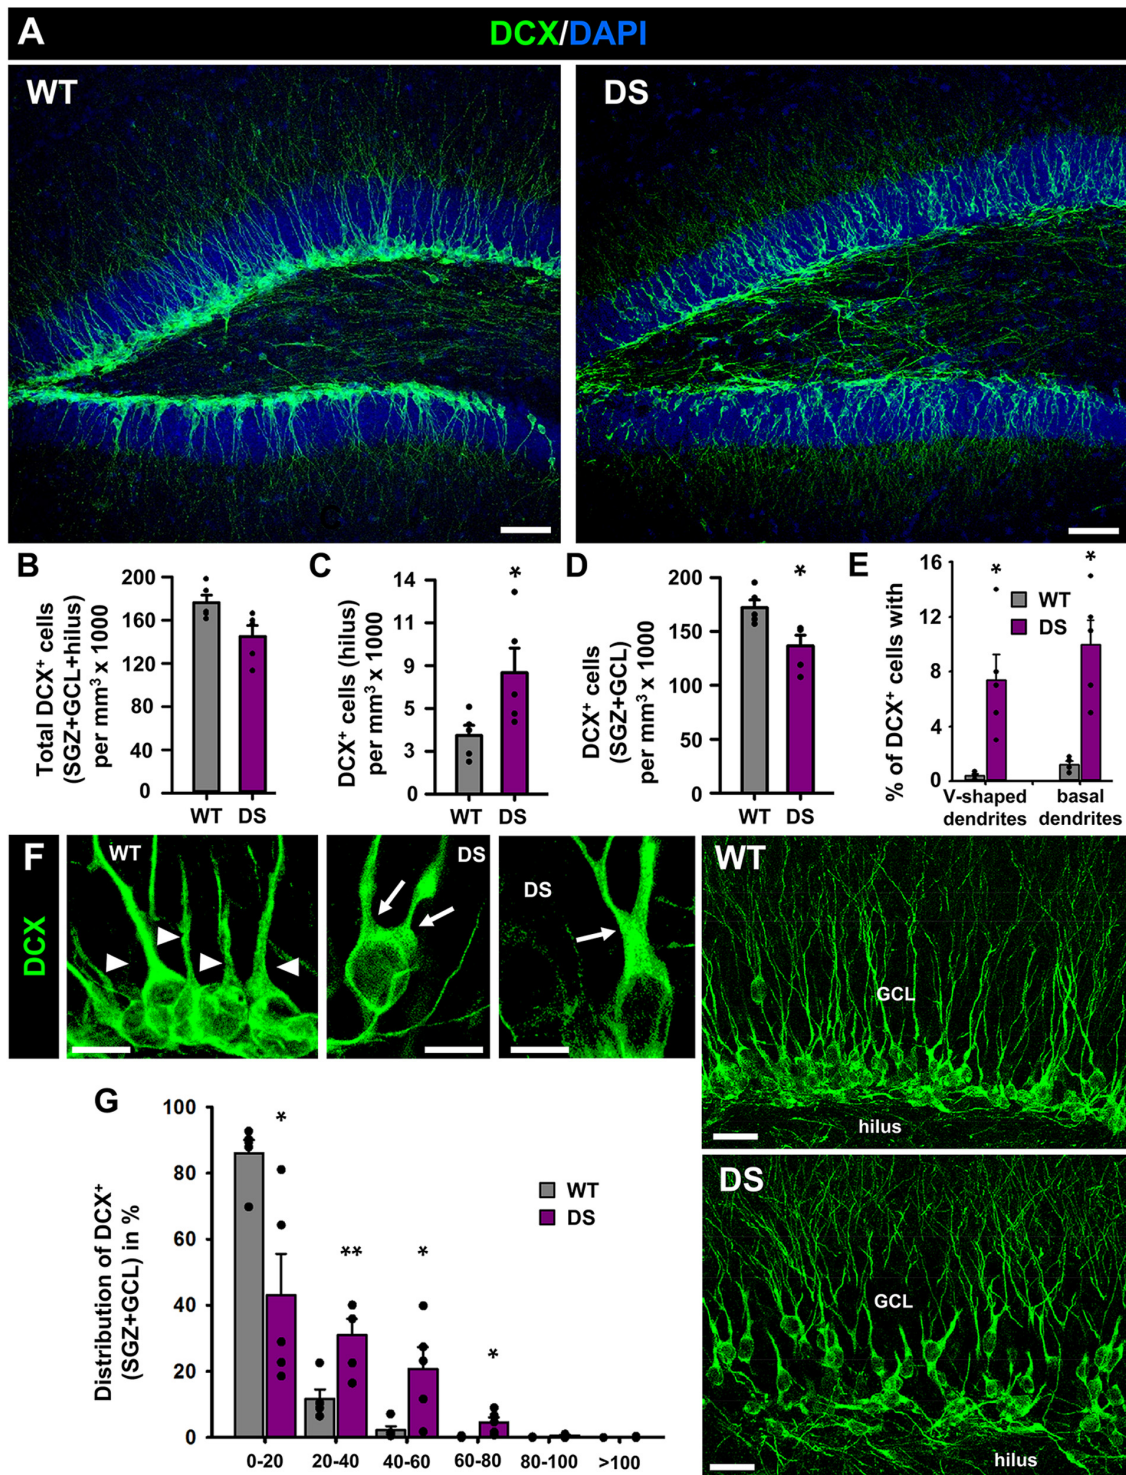 A
DCX/DAPI
WT
DS
B
Total DCX⁺ cells
(SGZ+GCL+hilus)
per mm³ x 1000
200
160
120
80
40
0
WT DS
C
DCX⁺ cells (hilus)
per mm³ x 1000
14
12
9
6
3
0
WT DS
*
D
DCX⁺ cells
(SGZ+GCL)
per mm³ x 1000
200
150
100
50
0
WT DS
*
E
% of DCX⁺ cells with
16
12
8
4
0
* *
WT
DS
V-shaped
dendrites
basal
dendrites
F
DCX
WT
DS
DS
WT
GCL
hilus
DS
GCL
hilus
G
Distribution of DCX⁺
(SGZ+GCL) in %
100
80
60
40
20
0
* ** * *
WT
DS
0-20 20-40 40-60 60-80 80-100 >100